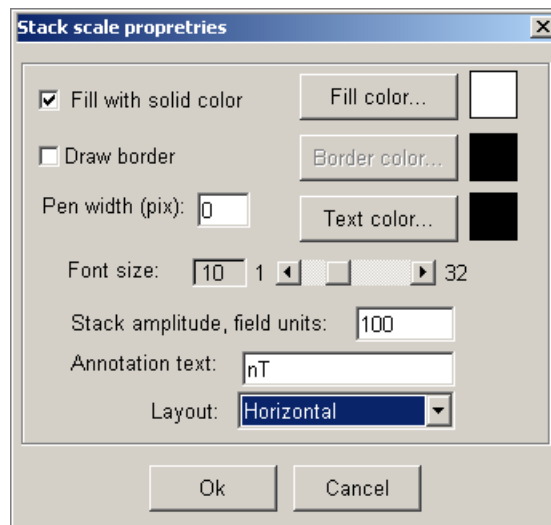 Stack scale propretries
Fill with solid color Fill color...
Draw border Border color...
Pen width (pix): 0 Text color...
Font size: 10 1 32
Stack amplitude, field units: 100
Annotation text: nT
Layout: Horizontal
Ok Cancel